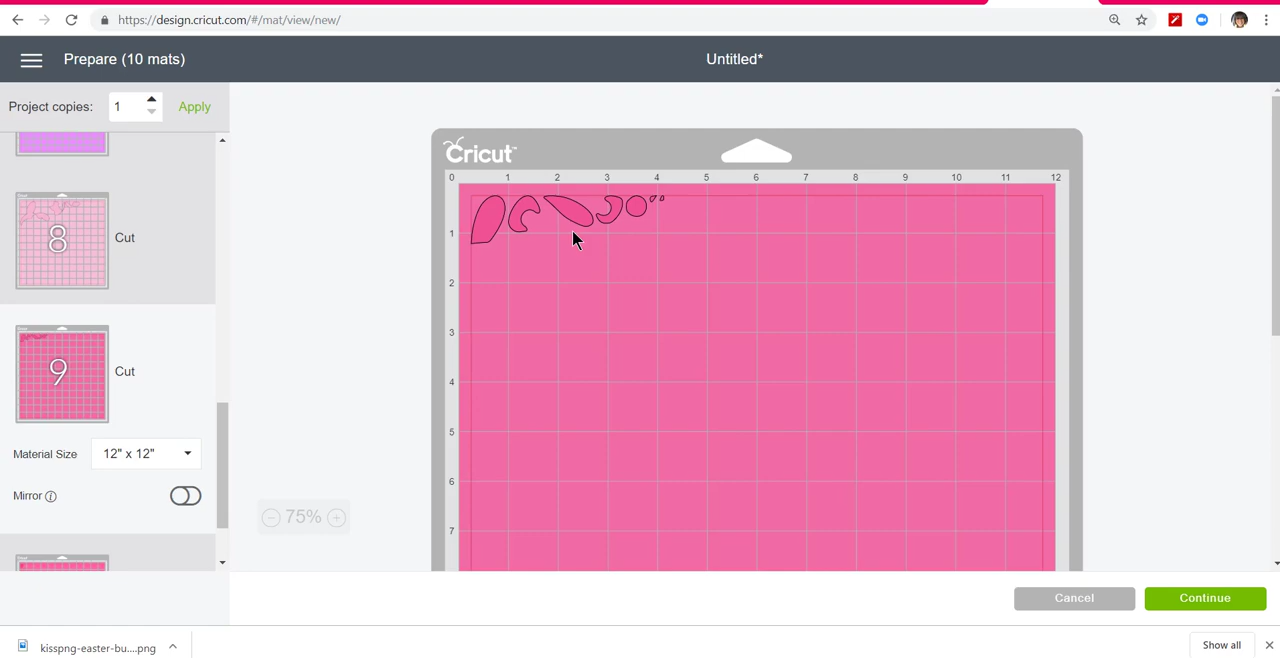 https://design.cricut.com/#/mat/view/new/
Prepare (10 mats)
Untitled*
Project copies: 1 Apply
8 Cut
9 Cut
Material Size 12" x 12"
Mirror
75%
Cricut™
0 1 2 3 4 5 6 7 8 9 10 11 12
1
2
3
4
5
6
7
Cancel Continue
kisspng-easter-bu....png
Show all